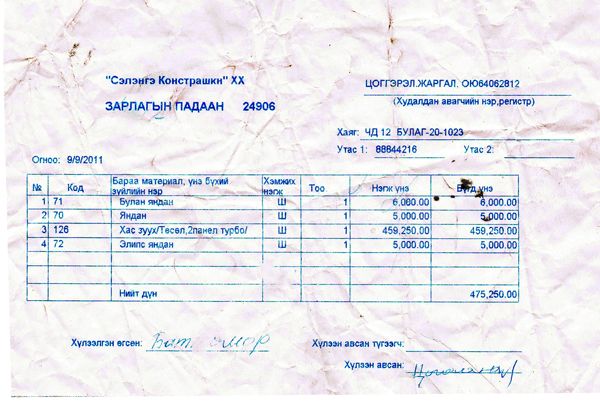 "Сэлэнгэ Констрашкн" ХХ
ЦОГГЭРЭЛ.ЖАРГАЛ. ОЮ64062812
ЗАРЛАГЫН ПАДААН 24906
(Худалдан авагчийн нэр,регистр)
Хаяг: ЧД 12 БУЛАГ-20-1023
Утас 1: 88844216 Утас 2:
Огноо: 9/9/2011
№ Код Бараа материал, үнэ бүхий зүйлийн нэр Хэмжих нэгж Тоо Нэгж үнэ Бүгд үнэ
1 71 Булан яндан Ш 1 6,000.00 6,000.00
2 70 Яндан Ш 1 5,000.00 5,000.00
3 126 Хас зуух/Төсөл,2панел турбо/ Ш 1 459,250.00 459,250.00
4 72 Элипс яндан Ш 1 5,000.00 5,000.00
Нийт дүн 475,250.00
Хүлээлгэн өгсөн: Бат
Хүлээн авсан түгээгч:
Хүлээн авсан: